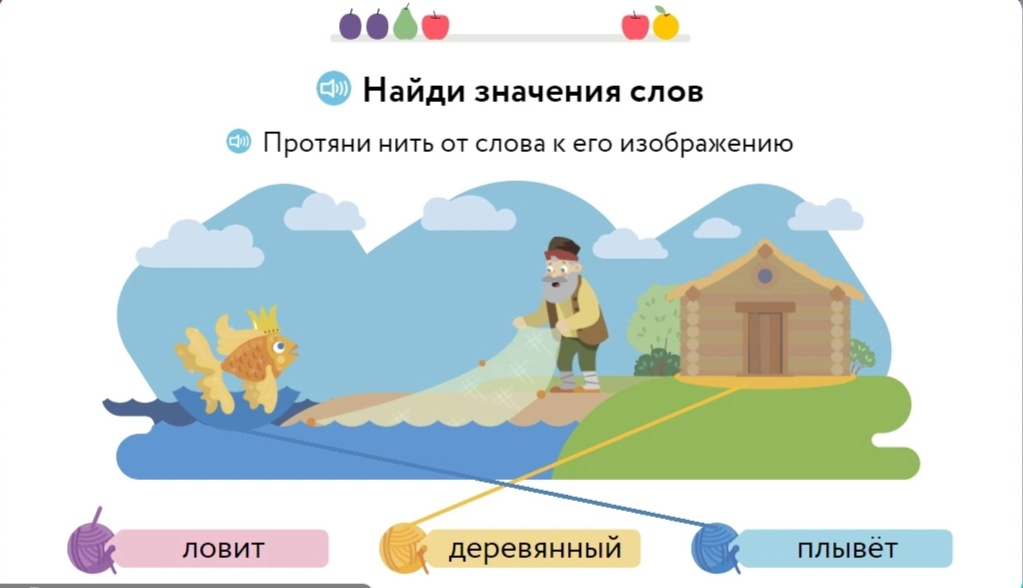 Найди значения слов
Протяни нить от слова к его изображению
ловит
деревянный
плывёт